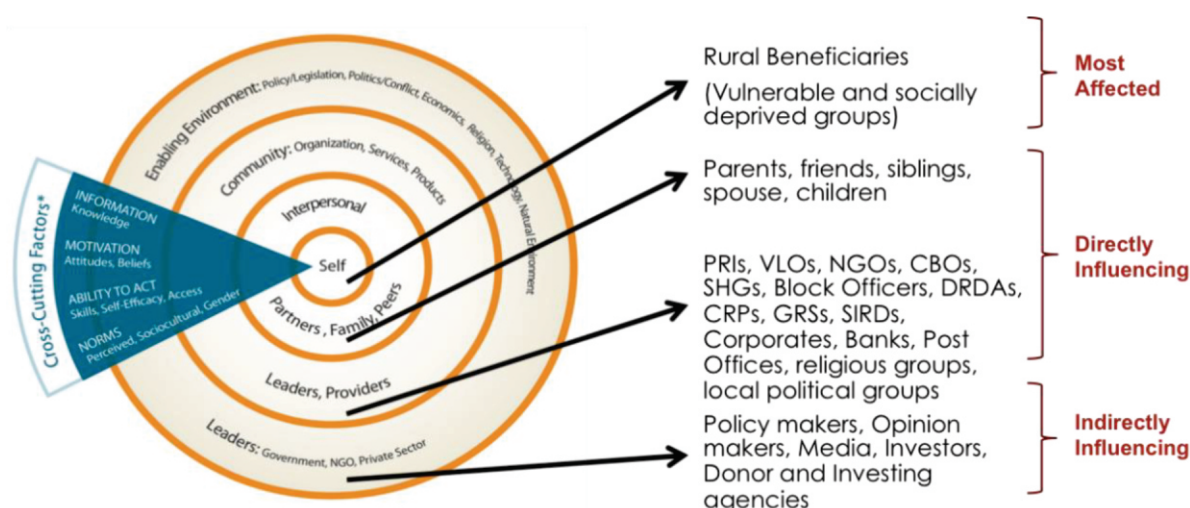 Enabling Environment: Policy/Legislation, Politics/Conflict, Economics, Religion, Technology, Natural Environment
Community: Organization, Services, Products
Interpersonal
Self
Partners, Family, Peers
Leaders, Providers
Leaders: Government, NGO, Private Sector
Cross-Cutting Factors*
INFORMATION
Knowledge
MOTIVATION
Attitudes, Beliefs
ABILITY TO ACT
Skills, Self-Efficacy, Access
NORMS
Perceived, Sociocultural, Gender
Rural Beneficiaries
(Vulnerable and socially
deprived groups)
Most
Affected
Parents, friends, siblings,
spouse, children
PRIs, VLOs, NGOs, CBOs,
SHGs, Block Officers, DRDAs,
CRPs, GRSs, SIRDs,
Corporates, Banks, Post
Offices, religious groups,
local political groups
Directly
Influencing
Policy makers, Opinion
makers, Media, Investors,
Donor and Investing
agencies
Indirectly
Influencing